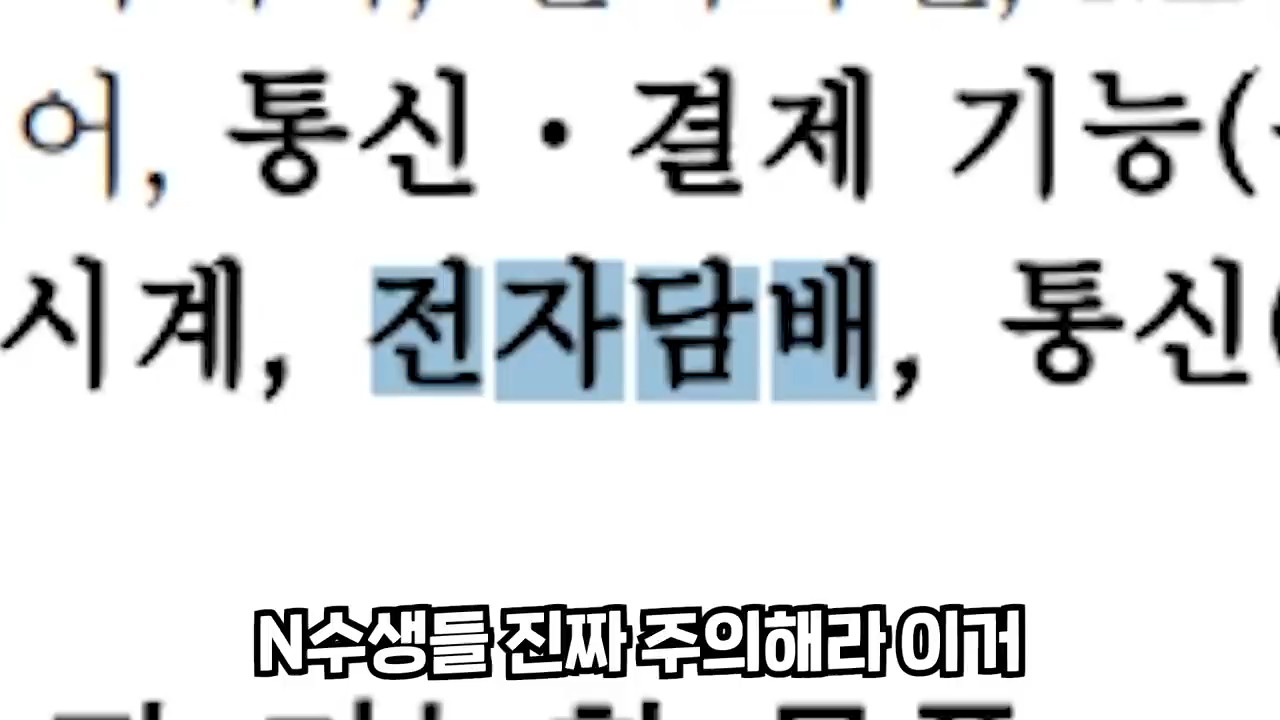 어, 통신·결제 기능(
시계, 전자담배, 통신(
N수생들 진짜 주의해라 이거